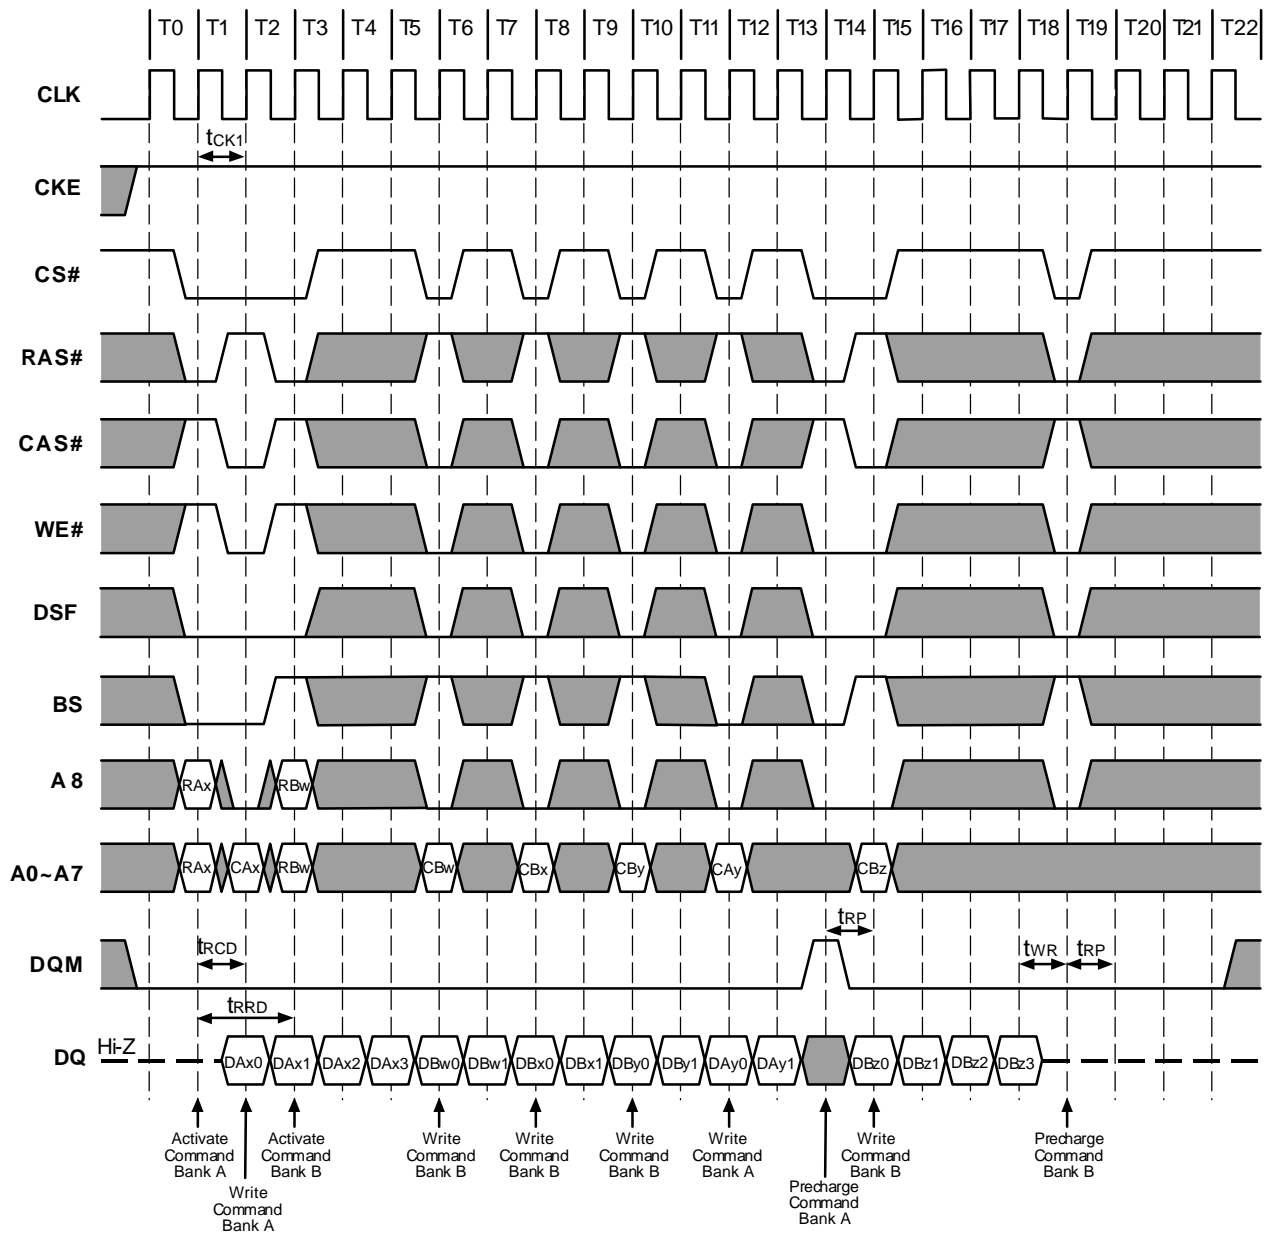 T0 T1 T2 T3 T4 T5 T6 T7 T8 T9 T10 T11 T12 T13 T14 T15 T16 T17 T18 T19 T20 T21 T22
CLK
tCK1
CKE
CS#
RAS#
CAS#
WE#
DSF
BS
A8
RAx RBw
A0~A7
RAx CAx RBw CBw CBx CBy CAy CBz
tRP
DQM
tRCD
tWR tRP
tRRD
DQ
Hi-Z
DAx0 DAx1 DAx2 DAx3 DBw0 DBw1 DBx0 DBx1 DBy0 DBy1 DAy0 DAy1 DBz0 DBz1 DBz2 DBz3
Activate
Command
Bank A
Write
Command
Bank A
Activate
Command
Bank B
Write
Command
Bank B
Write
Command
Bank B
Write
Command
Bank B
Write
Command
Bank A
Precharge
Command
Bank A
Write
Command
Bank B
Precharge
Command
Bank B